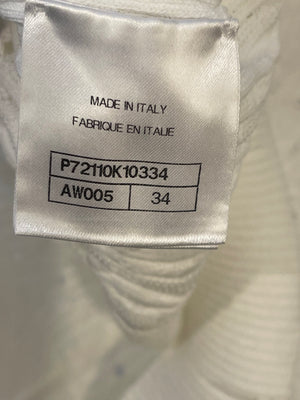 MADE IN ITALY
FABRIQUE EN ITALIE
P72110K10334
AW005 34